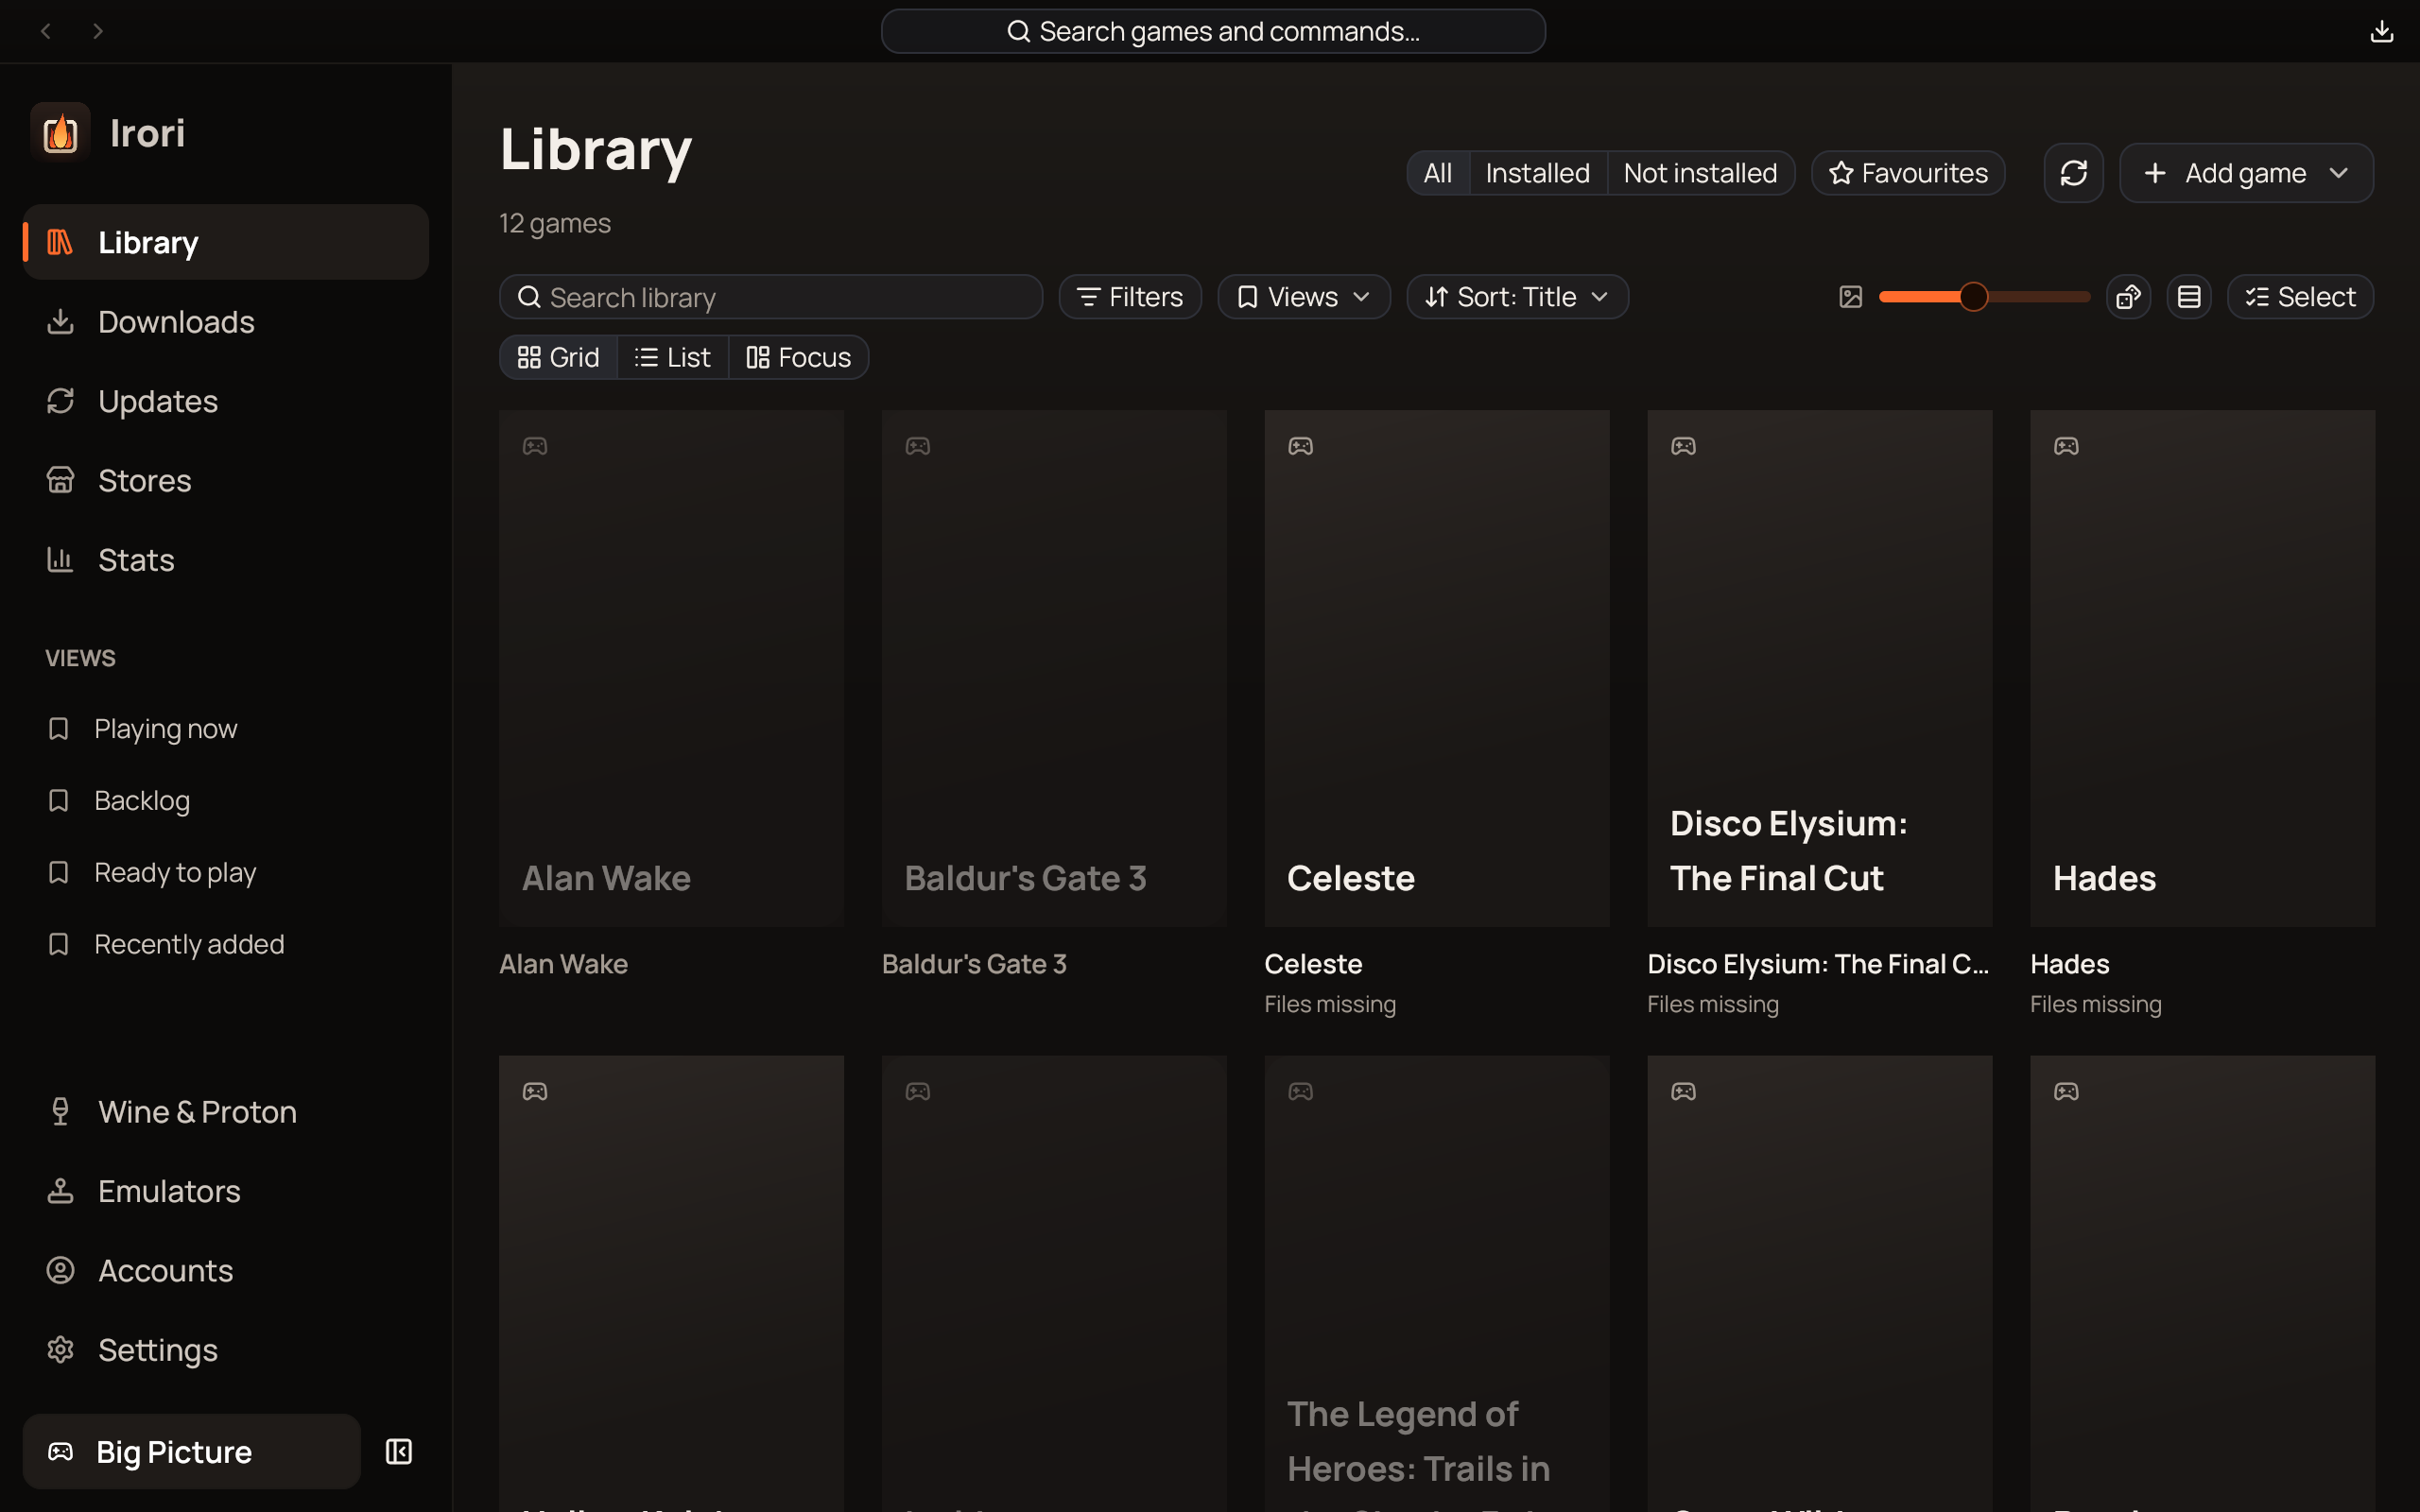 Search games and commands...
Irori
Library
Downloads
Updates
Stores
Stats
VIEWS
Playing now
Backlog
Ready to play
Recently added
Wine & Proton
Emulators
Accounts
Settings
Big Picture
Library
12 games
All Installed Not installed Favourites Add game
Search library Filters Views Sort: Title Select
Grid List Focus
Alan Wake
Baldur's Gate 3
Celeste
Disco Elysium:
The Final Cut
Hades
Alan Wake
Baldur's Gate 3
Celeste
Files missing
Disco Elysium: The Final C...
Files missing
Hades
Files missing
The Legend of
Heroes: Trails in